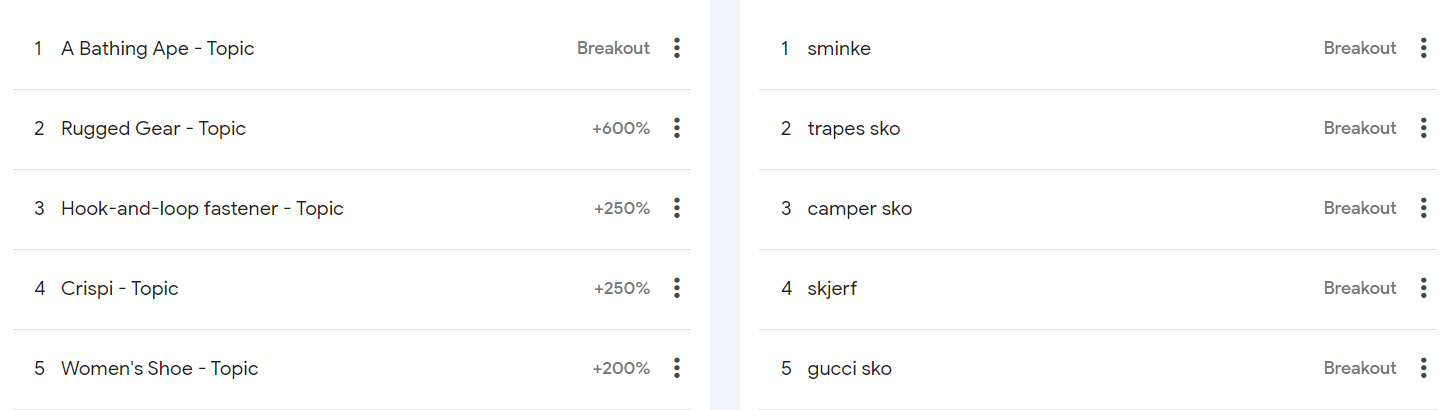 1 A Bathing Ape - Topic Breakout
2 Rugged Gear - Topic +600%
3 Hook-and-loop fastener - Topic +250%
4 Crispi - Topic +250%
5 Women's Shoe - Topic +200%
1 sminke Breakout
2 trapes sko Breakout
3 camper sko Breakout
4 skjerf Breakout
5 gucci sko Breakout